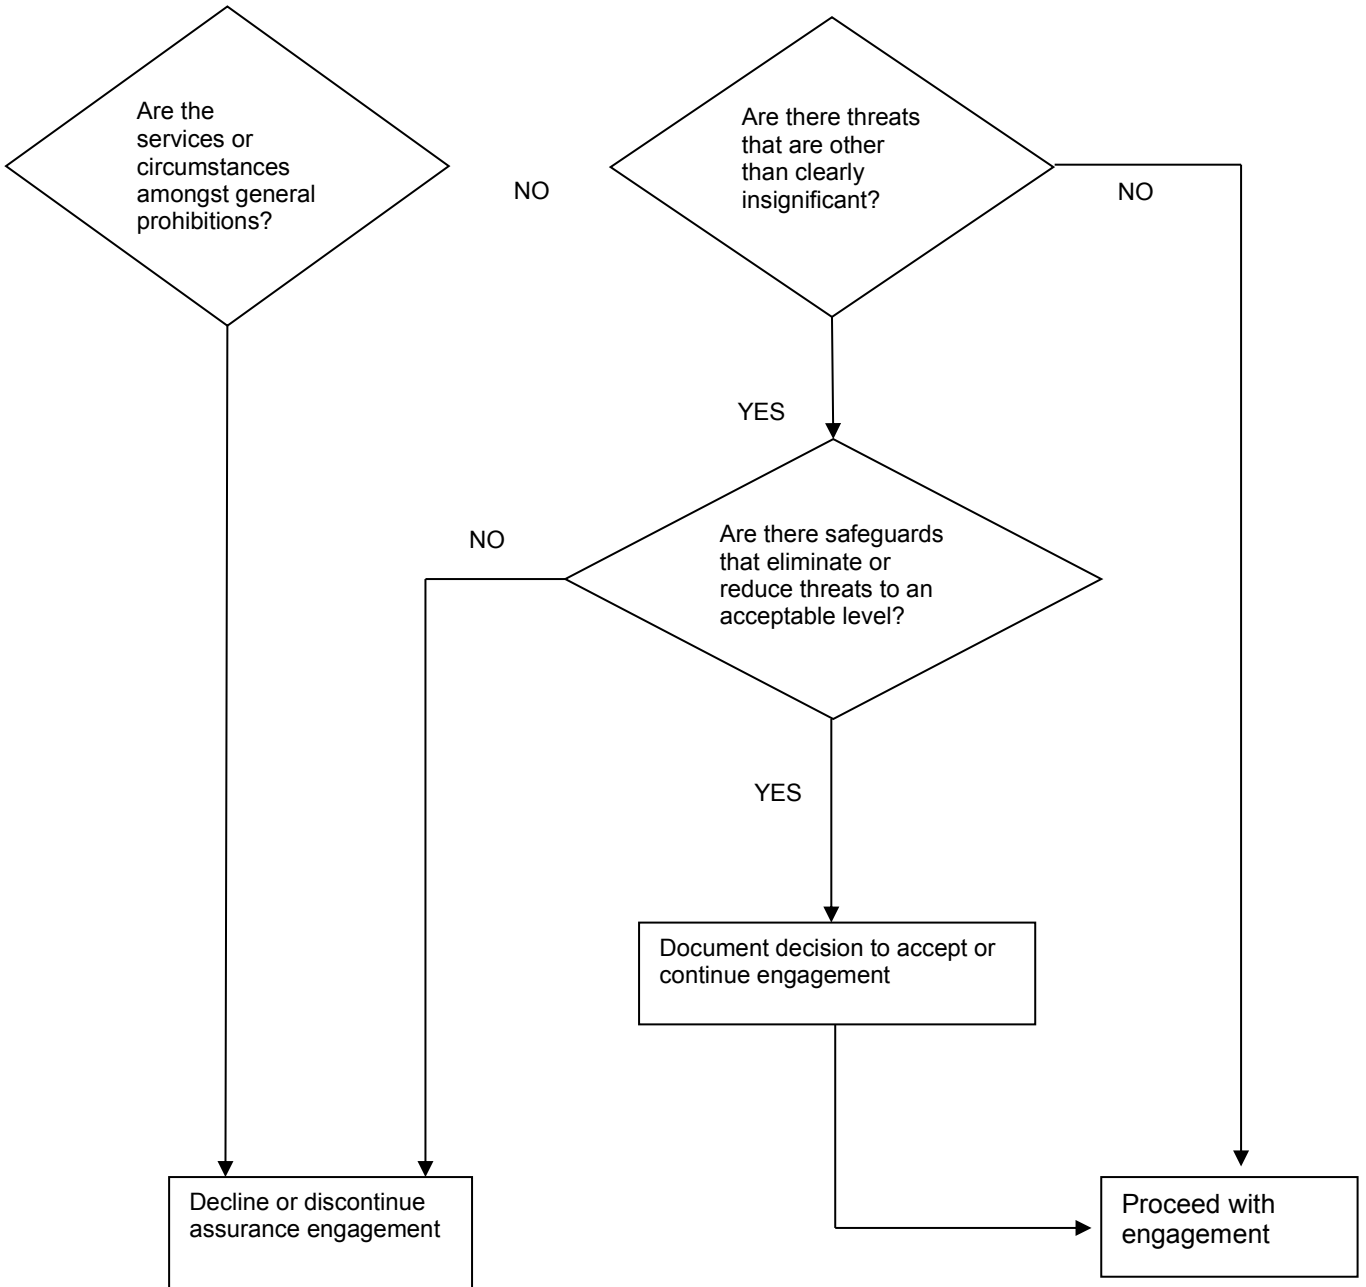 Are the
services or
circumstances
amongst general
prohibitions?
NO
Are there threats
that are other
than clearly
insignificant?
NO
YES
Are there safeguards
that eliminate or
reduce threats to an
acceptable level?
NO
YES
Document decision to accept or
continue engagement
Decline or discontinue
assurance engagement
Proceed with
engagement